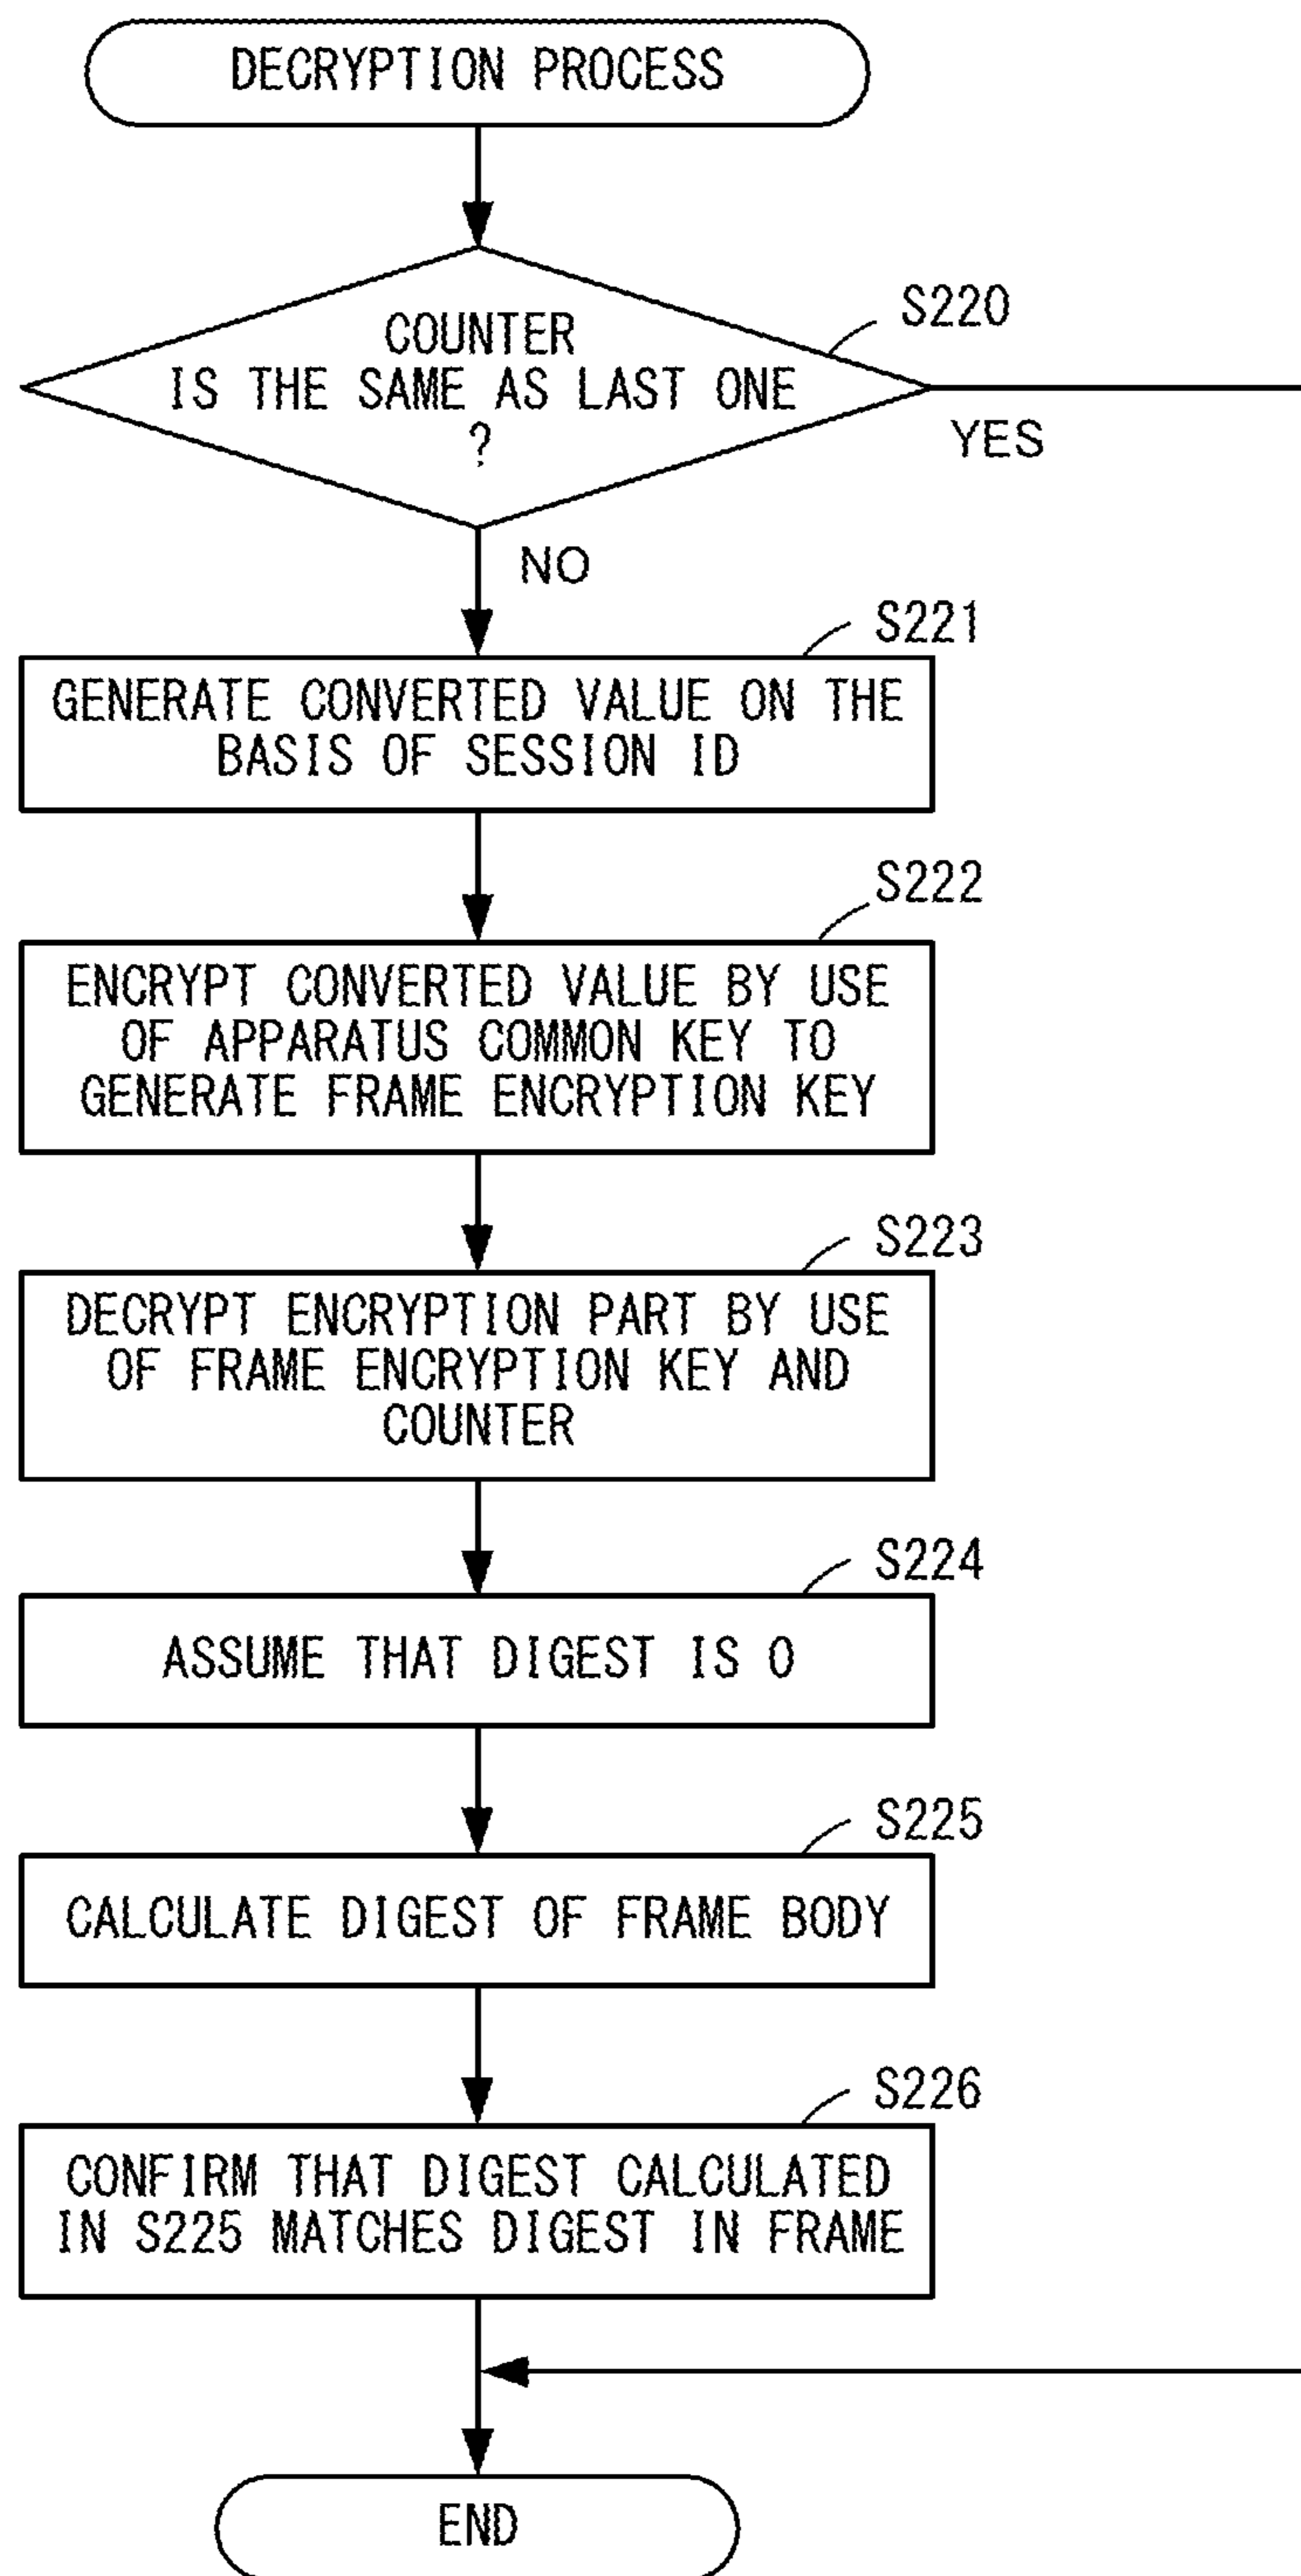 DECRYPTION PROCESS
S220
COUNTER
IS THE SAME AS LAST ONE
?
YES
NO
S221
GENERATE CONVERTED VALUE ON THE
BASIS OF SESSION ID
S222
ENCRYPT CONVERTED VALUE BY USE
OF APPARATUS COMMON KEY TO
GENERATE FRAME ENCRYPTION KEY
S223
DECRYPT ENCRYPTION PART BY USE
OF FRAME ENCRYPTION KEY AND
COUNTER
S224
ASSUME THAT DIGEST IS 0
S225
CALCULATE DIGEST OF FRAME BODY
S226
CONFIRM THAT DIGEST CALCULATED
IN S225 MATCHES DIGEST IN FRAME
END